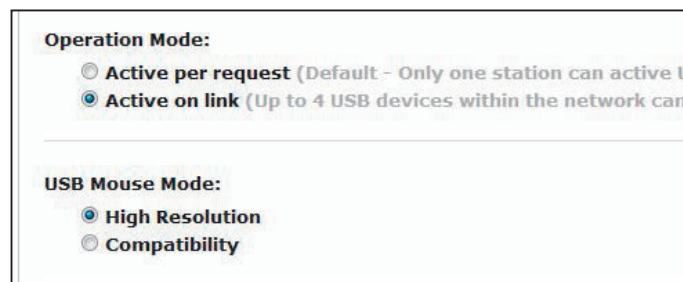 Operation Mode:
Active per request (Default - Only one station can active
Active on link (Up to 4 USB devices within the network can
USB Mouse Mode:
High Resolution
Compatibility